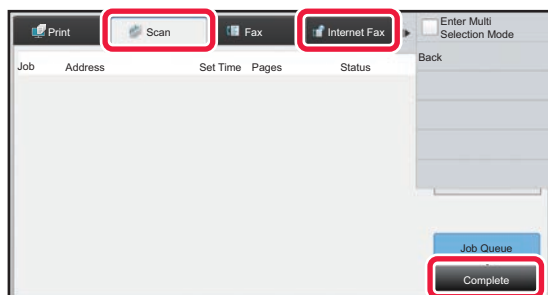 Print
Scan
Fax
Internet Fax
Enter Multi
Selection Mode
Job
Address
Set Time
Pages
Status
Back
Job Queue
Complete